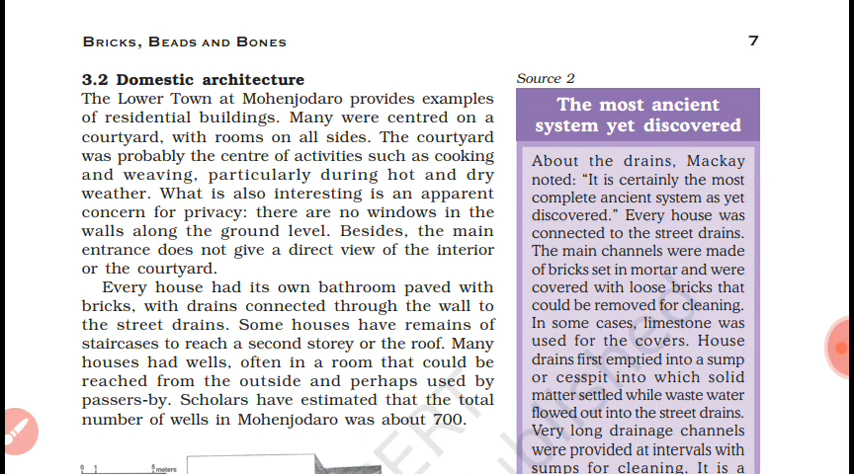 BRICKS, BEADS AND BONES
7
3.2 Domestic architecture
The Lower Town at Mohenjodaro provides examples
of residential buildings. Many were centred on a
courtyard, with rooms on all sides. The courtyard
was probably the centre of activities such as cooking
and weaving, particularly during hot and dry
weather. What is also interesting is an apparent
concern for privacy: there are no windows in the
walls along the ground level. Besides, the main
entrance does not give a direct view of the interior
or the courtyard.
Every house had its own bathroom paved with
bricks, with drains connected through the wall to
the street drains. Some houses have remains of
staircases to reach a second storey or the roof. Many
houses had wells, often in a room that could be
reached from the outside and perhaps used by
passers-by. Scholars have estimated that the total
number of wells in Mohenjodaro was about 700.
0 1 5 meters
Source 2
The most ancient
system yet discovered
About the drains, Mackay
noted: “It is certainly the most
complete ancient system as yet
discovered.” Every house was
connected to the street drains.
The main channels were made
of bricks set in mortar and were
covered with loose bricks that
could be removed for cleaning.
In some cases, limestone was
used for the covers. House
drains first emptied into a sump
or cesspit into which solid
matter settled while waste water
flowed out into the street drains.
Very long drainage channels
were provided at intervals with
sumps for cleaning. It is a